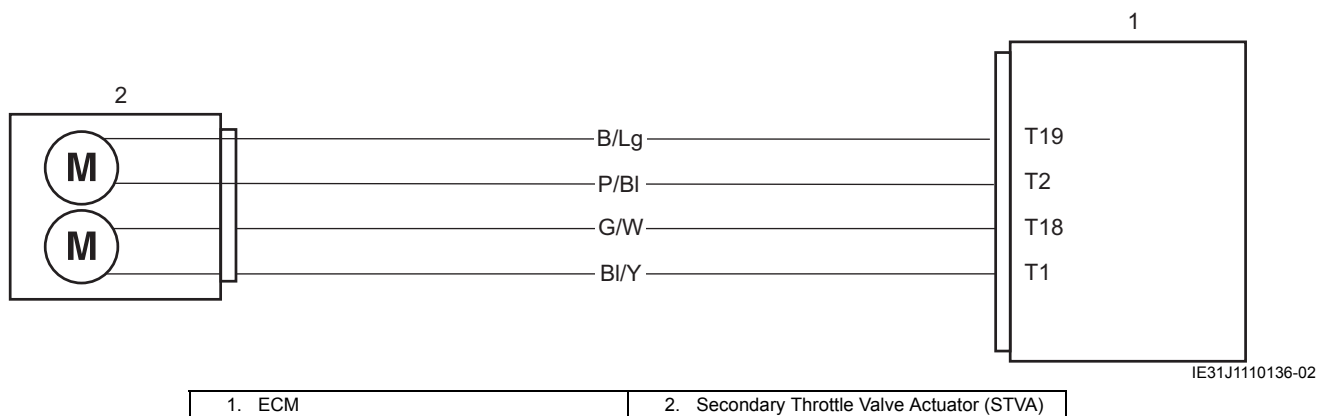 1
2
M
M
B/Lg
P/Bl
G/W
Bl/Y
T19
T2
T18
T1
IE31J1110136-02
1. ECM
2. Secondary Throttle Valve Actuator (STVA)